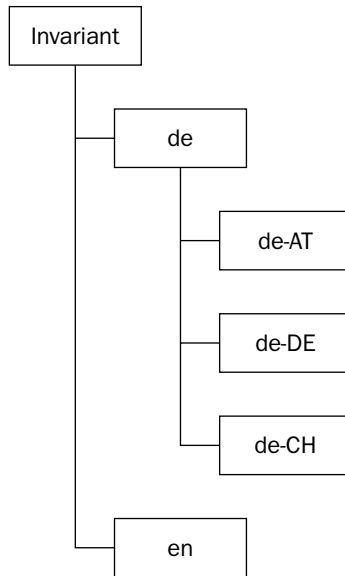 Invariant
de
de-AT
de-DE
de-CH
en